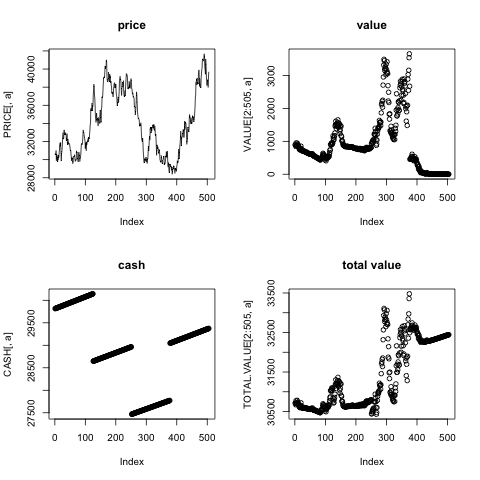 price
PRICE[, a]
28000 32000 36000 40000
0 100 200 300 400 500
Index
value
VALUE[2:505, a]
0 1000 2000 3000
0 100 200 300 400 500
Index
cash
CASH[, a]
27500 28500 29500
0 100 200 300 400 500
Index
total value
TOTAL.VALUE[2:505, a]
30500 31500 32500 33500
0 100 200 300 400 500
Index